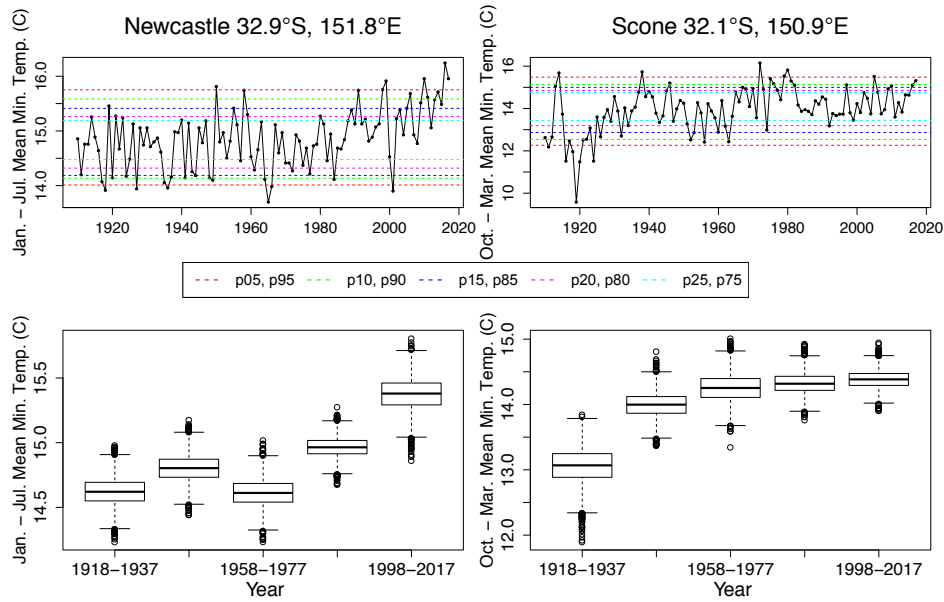 Newcastle 32.9°S, 151.8°E
Jan. – Jul. Mean Min. Temp. (C)
16.0
15.0
14.0
1920
1940
1960
1980
2000
2020
Scone 32.1°S, 150.9°E
Oct. – Mar. Mean Min. Temp. (C)
16
14
12
10
1920
1940
1960
1980
2000
2020
p05, p95
p10, p90
p15, p85
p20, p80
p25, p75
Jan. – Jul. Mean Min. Temp. (C)
15.5
15.0
14.5
1918–1937
1958–1977
1998–2017
Year
Oct. – Mar. Mean Min. Temp. (C)
15.0
14.0
13.0
12.0
1918–1937
1958–1977
1998–2017
Year